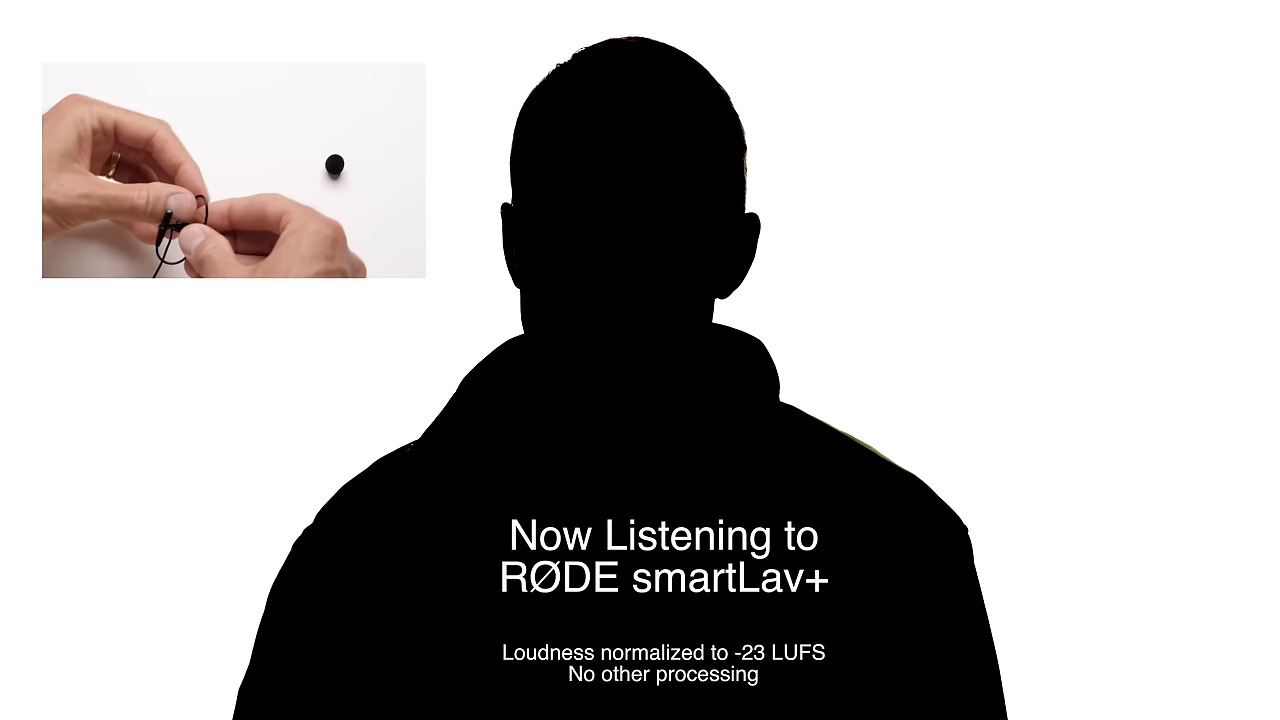 Now Listening to
RØDE smartLav+
Loudness normalized to -23 LUFS
No other processing